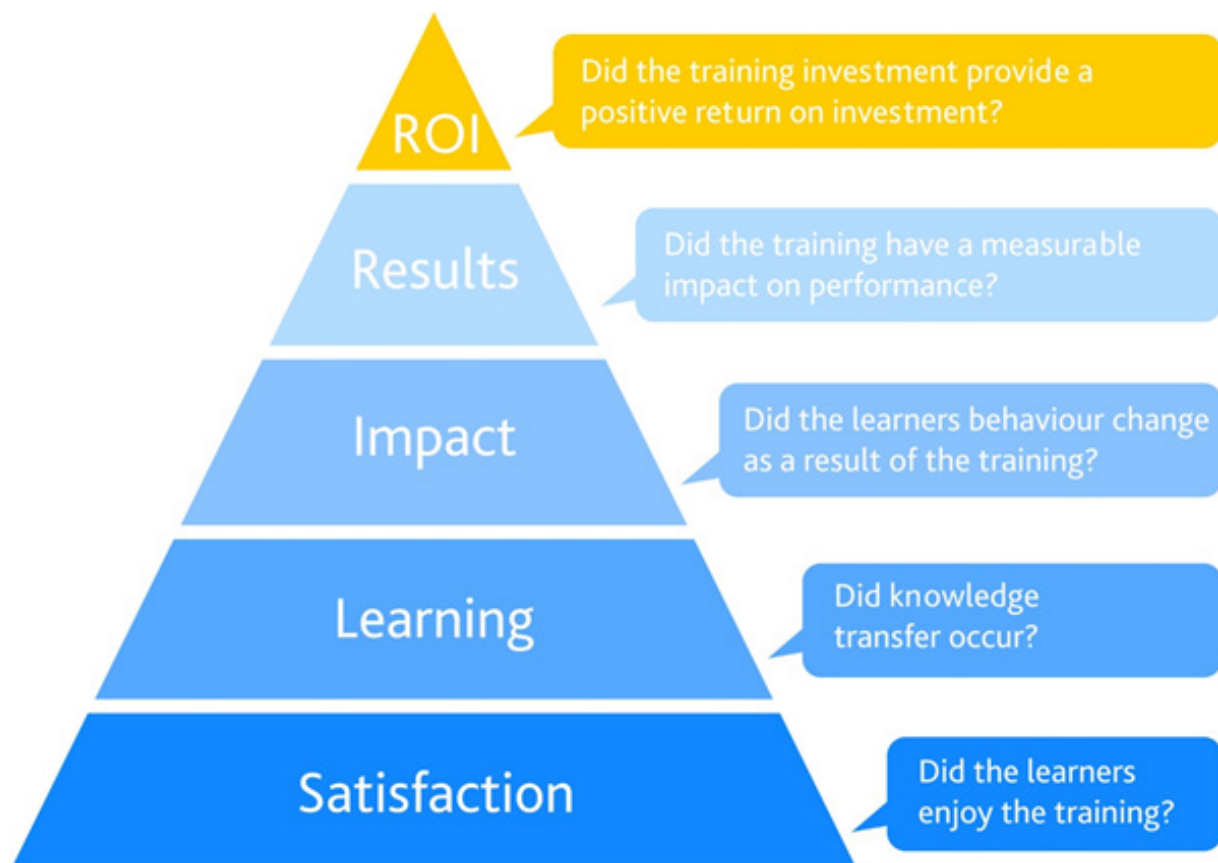 ROI
Did the training investment provide a
positive return on investment?
Results
Did the training have a measurable
impact on performance?
Impact
Did the learners behaviour change
as a result of the training?
Learning
Did knowledge
transfer occur?
Satisfaction
Did the learners
enjoy the training?